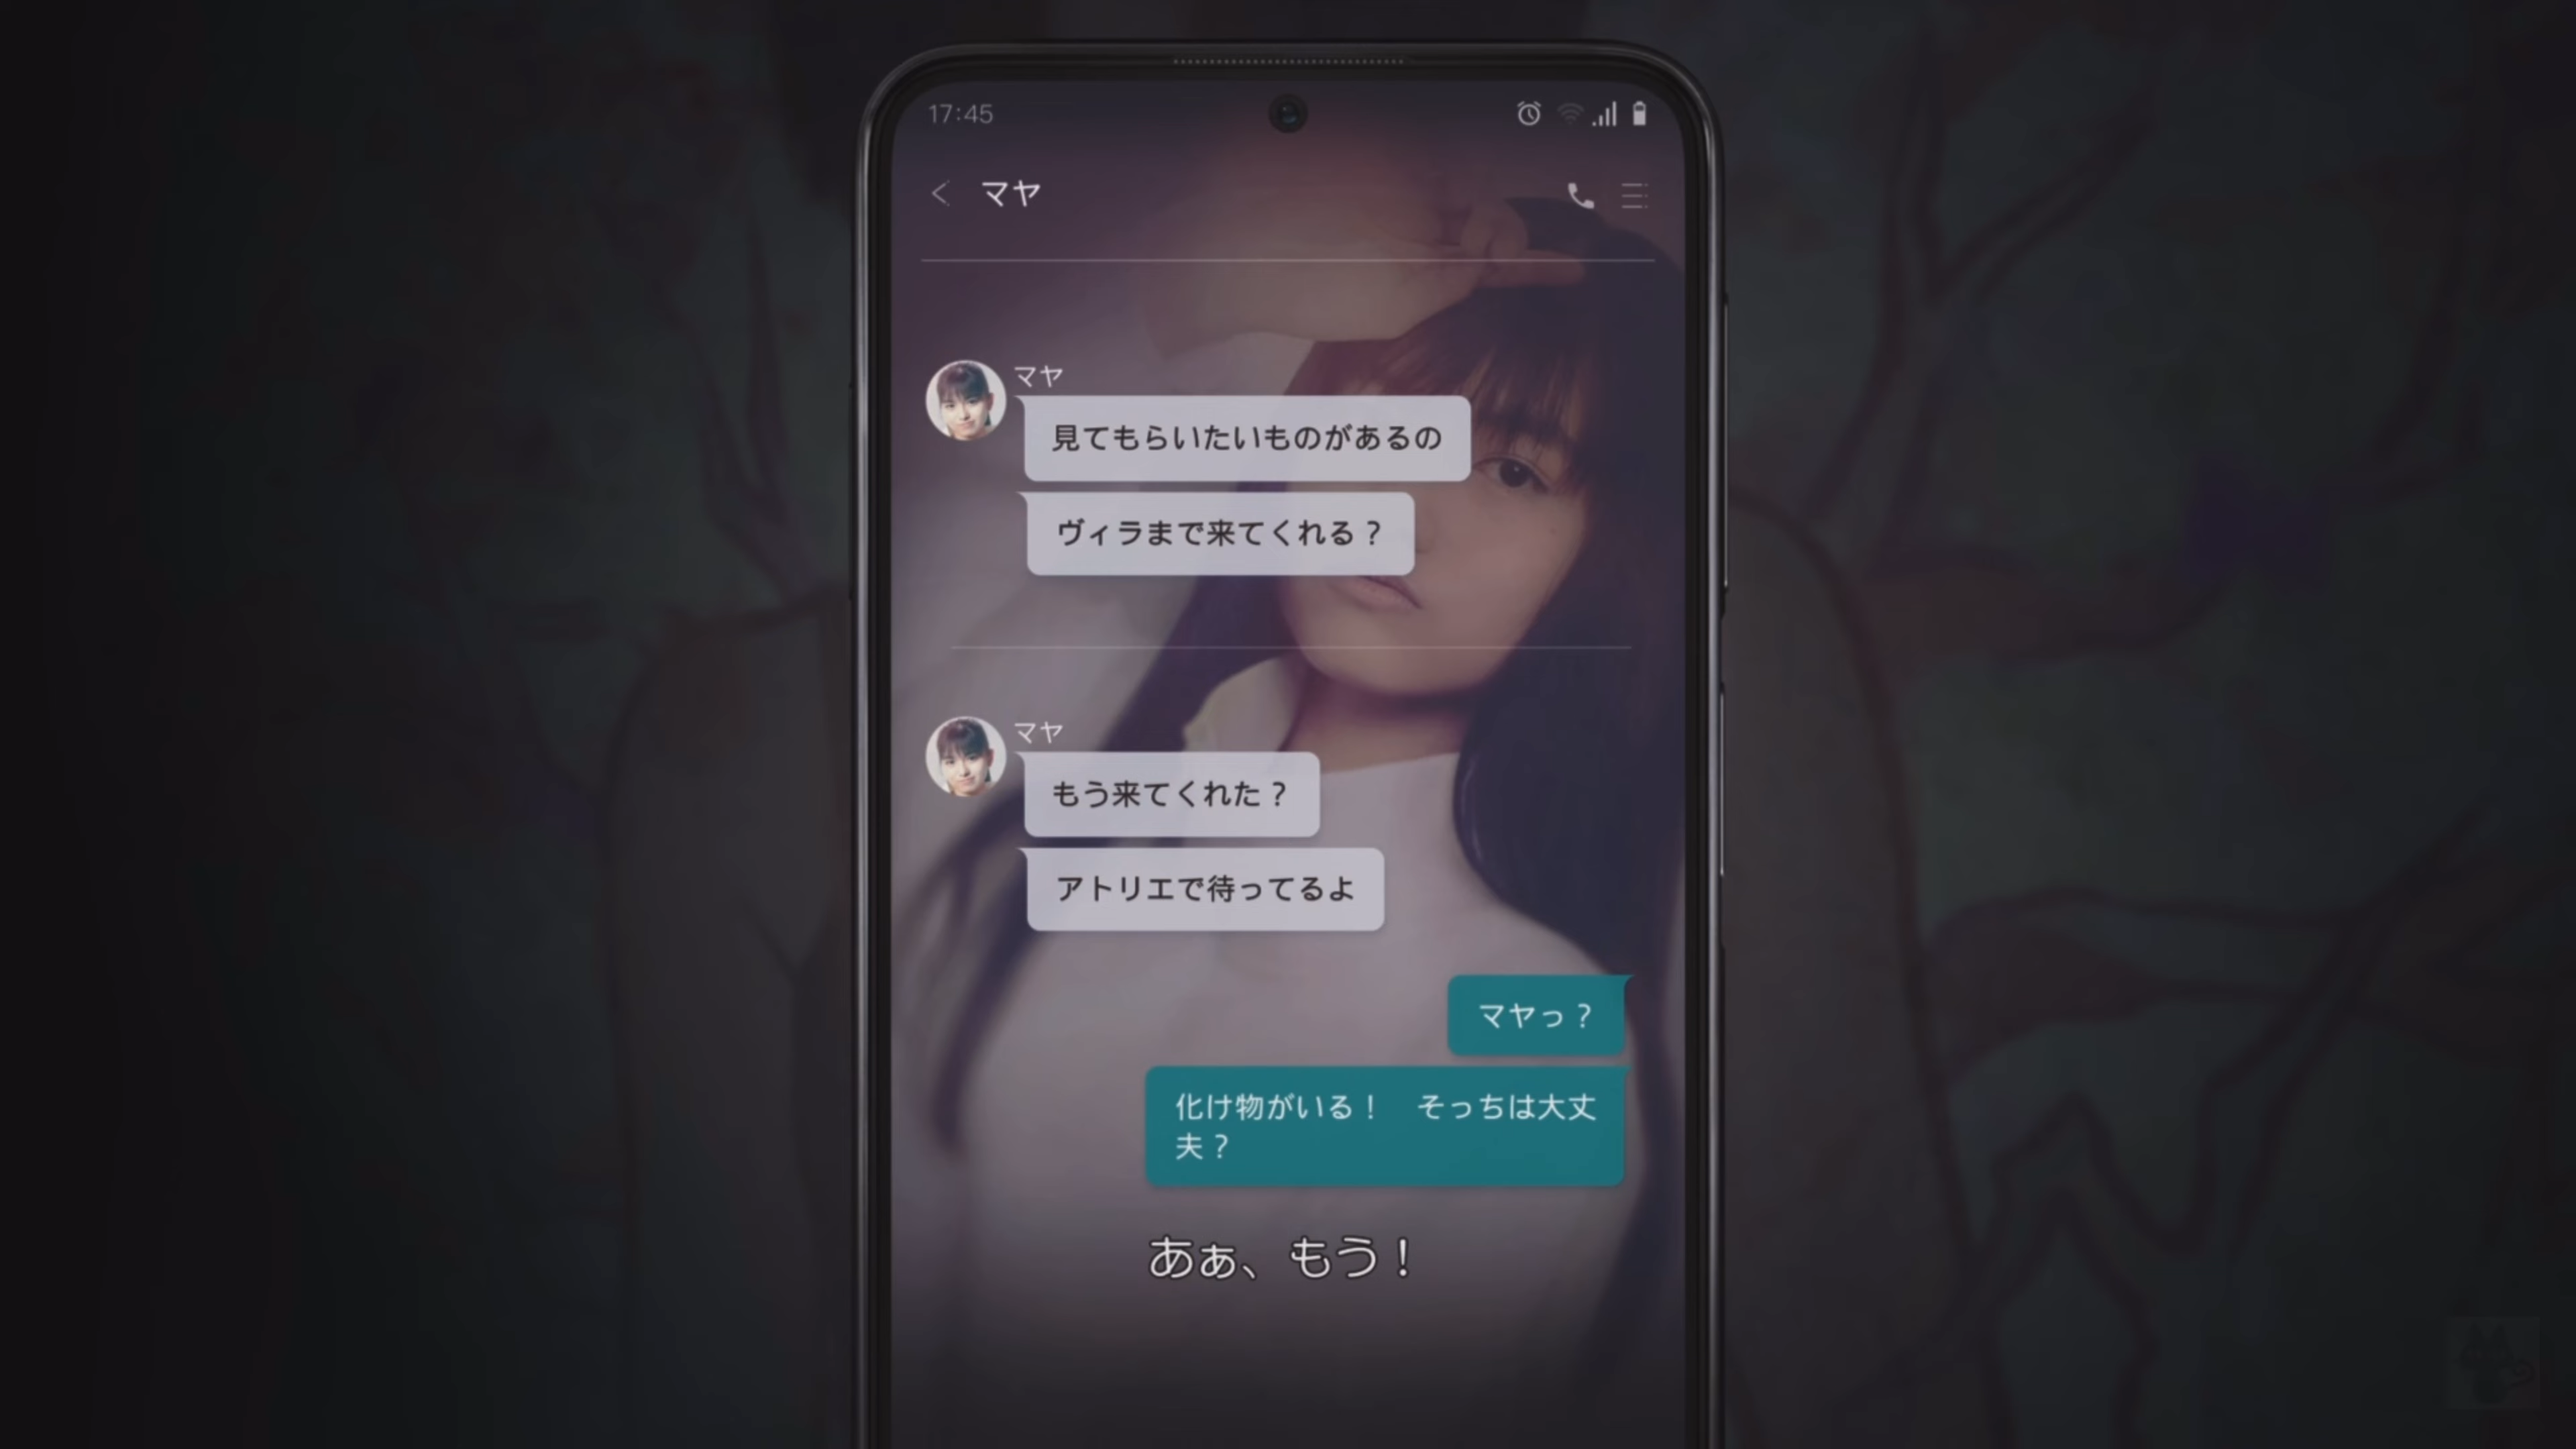 17:45
マヤ
マヤ
見てもらいたいものがあるの
ヴィラまで来てくれる？
マヤ
もう来てくれた？
アトリエで待ってるよ
マヤっ？
化け物がいる！　そっちは大丈
夫？
あぁ、もう！